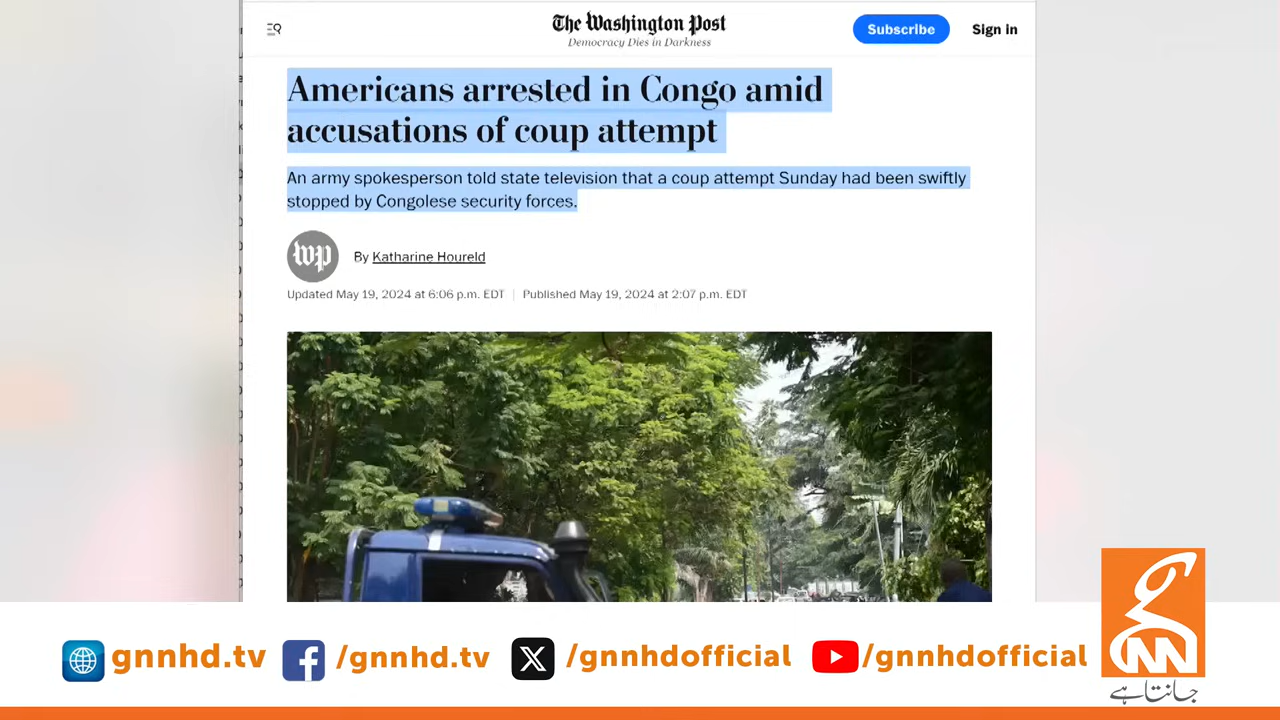 The Washington Post
Democracy Dies in Darkness
Subscribe
Sign in
Americans arrested in Congo amid
accusations of coup attempt
An army spokesperson told state television that a coup attempt Sunday had been swiftly
stopped by Congolese security forces.
wp
By Katharine Houreld
Updated May 19, 2024 at 6:06 p.m. EDT | Published May 19, 2024 at 2:07 p.m. EDT
gnnhd.tv
/gnnhd.tv
/gnnhdofficial
/gnnhdofficial
GNN
جانتا ہے